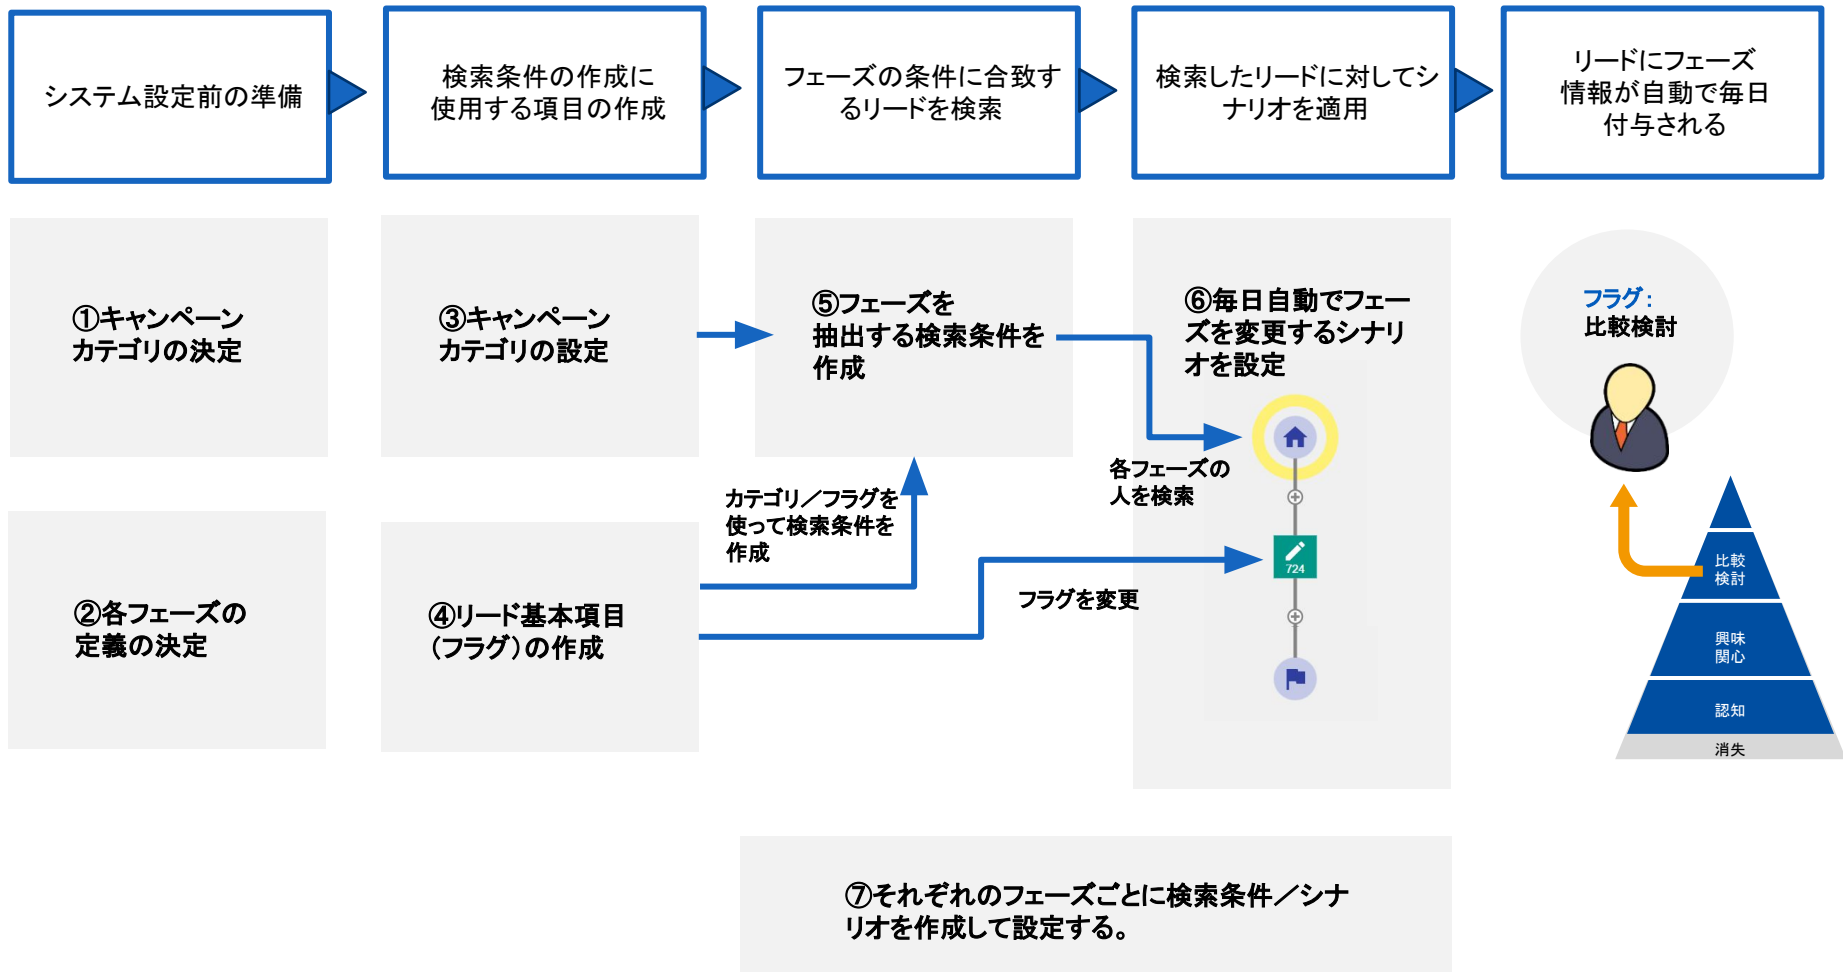 システム設定前の準備
検索条件の作成に
使用する項目の作成
フェーズの条件に合致す
るリードを検索
検索したリードに対してシ
ナリオを適用
リードにフェーズ
情報が自動で毎日
付与される
①キャンペーン
カテゴリの決定
②各フェーズの
定義の決定
③キャンペーン
カテゴリの設定
④リード基本項目
（フラグ）の作成
⑤フェーズを
抽出する検索条件を
作成
カテゴリ／フラグを
使って検索条件を
作成
⑥毎日自動でフェー
ズを変更するシナリ
オを設定
各フェーズの
人を検索
フラグを変更
724
フラグ：
比較検討
比較
検討
興味
関心
認知
消失
⑦それぞれのフェーズごとに検索条件／シナ
リオを作成して設定する。